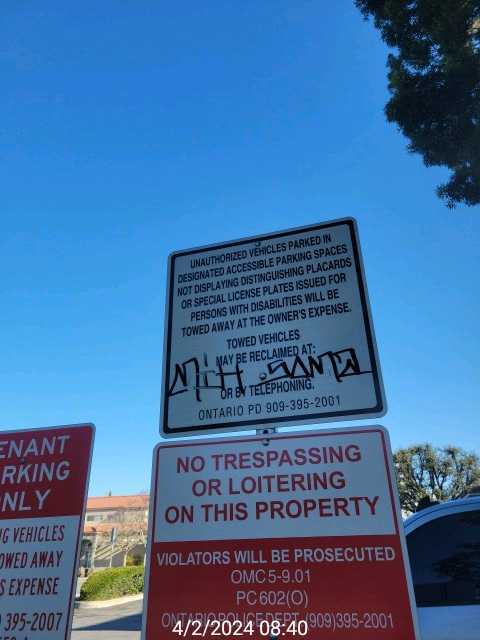 UNAUTHORIZED VEHICLES PARKED IN
DESIGNATED ACCESSIBLE PARKING SPACES
NOT DISPLAYING DISTINGUISHING PLACARDS
OR SPECIAL LICENSE PLATES ISSUED FOR
PERSONS WITH DISABILITIES WILL BE
TOWED AWAY AT THE OWNER'S EXPENSE.
TOWED VEHICLES
MAY BE RECLAIMED AT:
OR BY TELEPHONING.
ONTARIO PD 909-395-2001
NO TRESPASSING
OR LOITERING
ON THIS PROPERTY
VIOLATORS WILL BE PROSECUTED
OMC 5-9.01
PC 602(O)
ONTARIO POLICE DEPT. (909)395-2001
ENANT
RKING
NLY
VEHICLES
OWED AWAY
S EXPENSE
395-2007
4/2/2024 08:40